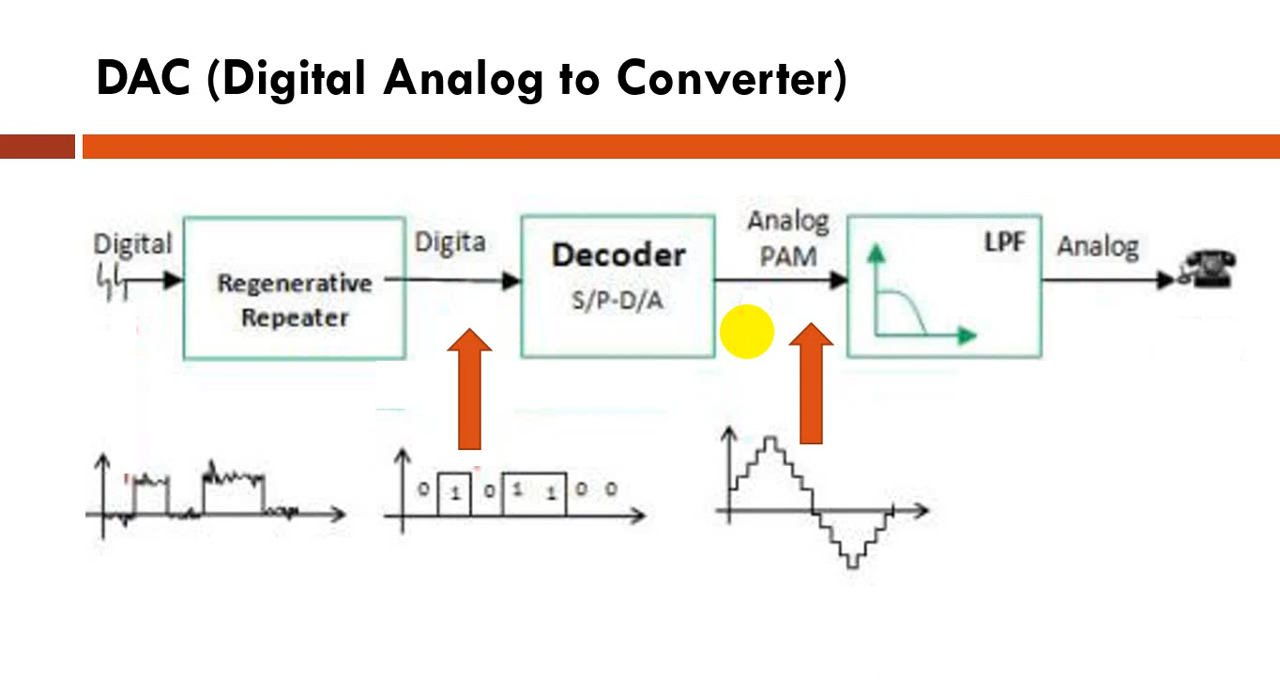 DAC (Digital Analog to Converter)
Digital
Regenerative
Repeater
Digita
Decoder
S/P-D/A
Analog
PAM
LPF
Analog
0 1 0 1 1 0 0